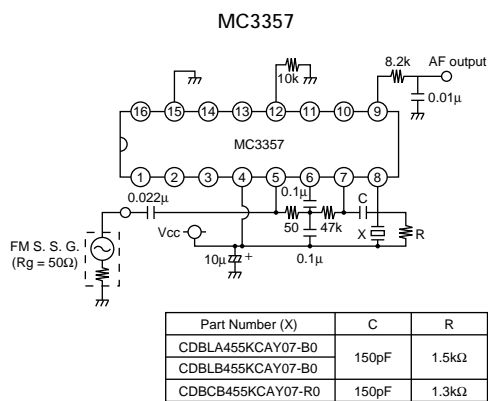 MC3357
8.2k
AF output
10k
0.01μ
16 15 14 13 12 11 10 9
MC3357
1 2 3 4 5 6 7 8
0.022μ
0.1μ
C
FM S. S. G.
(Rg = 50Ω)
Vcc
50
47k
X
R
10μ
+
0.1μ
Part Number (X) C R
CDBLA455KCAY07-B0 150pF 1.5kΩ
CDBLB455KCAY07-B0
CDBCB455KCAY07-R0 150pF 1.3kΩ